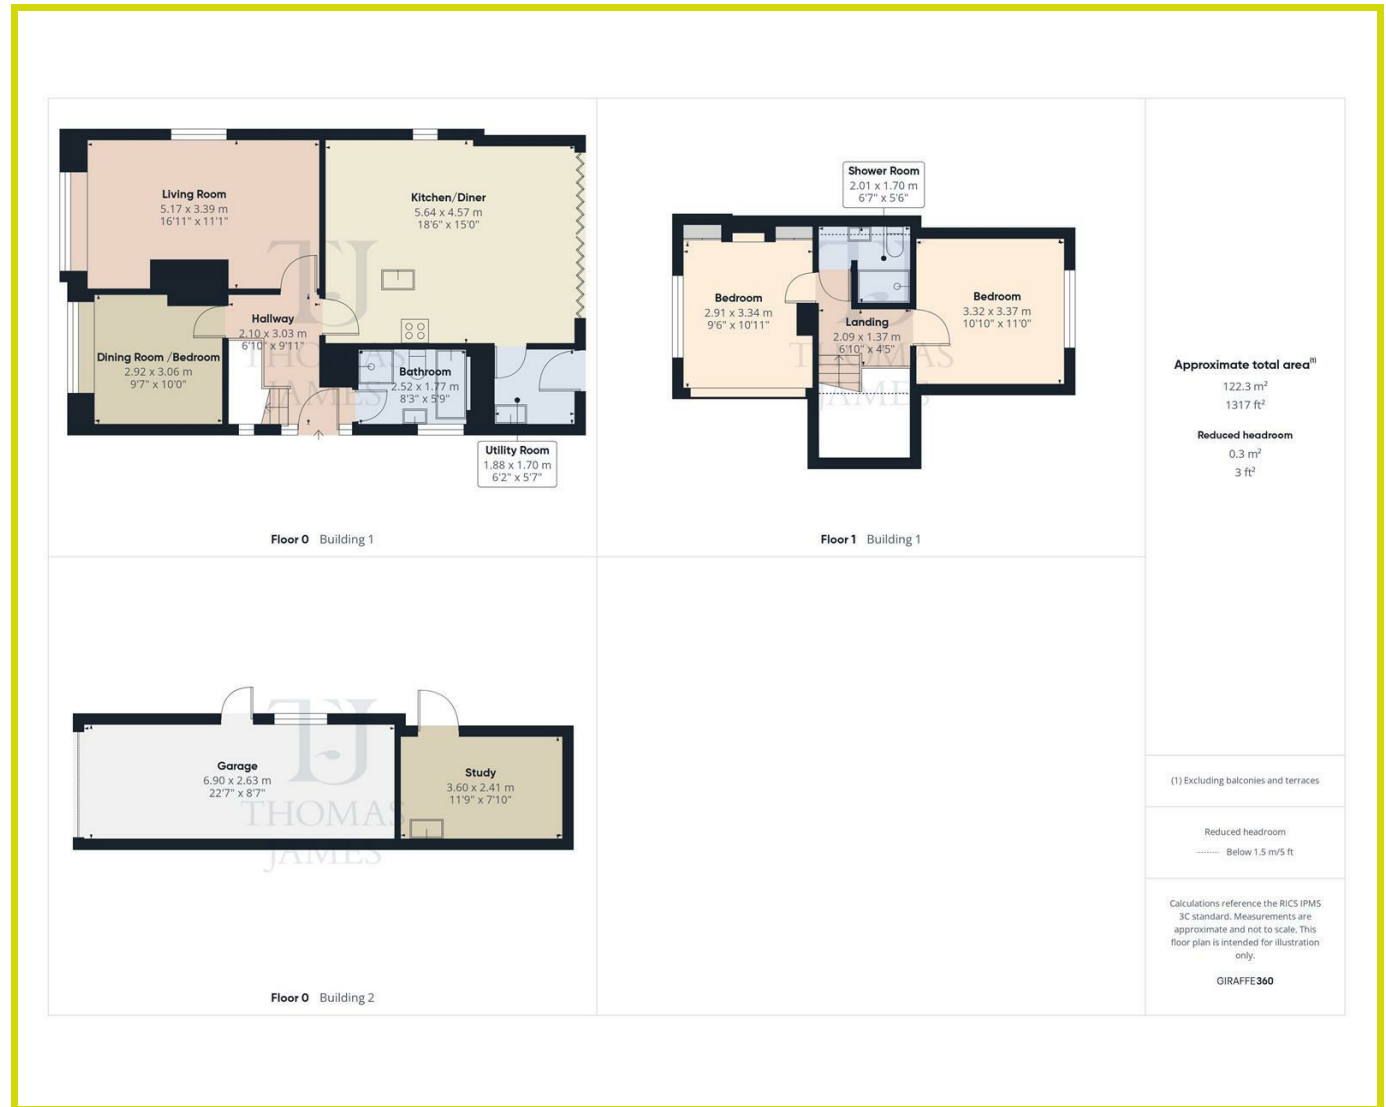 Living Room
5.17 x 3.39 m
16'11" x 11'1"
Kitchen/Diner
5.64 x 4.57 m
18'6" x 15'0"
Hallway
2.10 x 3.03 m
6'10" x 9'11"
Dining Room /Bedroom
2.92 x 3.06 m
9'7" x 10'0"
Bathroom
2.52 x 1.77 m
8'3" x 5'9"
Utility Room
1.88 x 1.70 m
6'2" x 5'7"
TJ
THOMAS
JAMES
Floor 0 Building 1
Shower Room
2.01 x 1.70 m
6'7" x 5'6"
Bedroom
2.91 x 3.34 m
9'6" x 10'11"
Landing
2.09 x 1.37 m
6'10" x 4'5"
Bedroom
3.32 x 3.37 m
10'10" x 11'0"
TJ
THOMAS
JAMES
Floor 1 Building 1
Garage
6.90 x 2.63 m
22'7" x 8'7"
Study
3.60 x 2.41 m
11'9" x 7'10"
TJ
THOMAS
JAMES
Floor 0 Building 2
Approximate total area(1)
122.3 m²
1317 ft²
Reduced headroom
0.3 m²
3 ft²
(1) Excluding balconies and terraces
Reduced headroom
Below 1.5 m/5 ft
Calculations reference the RICS IPMS
3C standard. Measurements are
approximate and not to scale. This
floor plan is intended for illustration
only.
GIRAFFE360